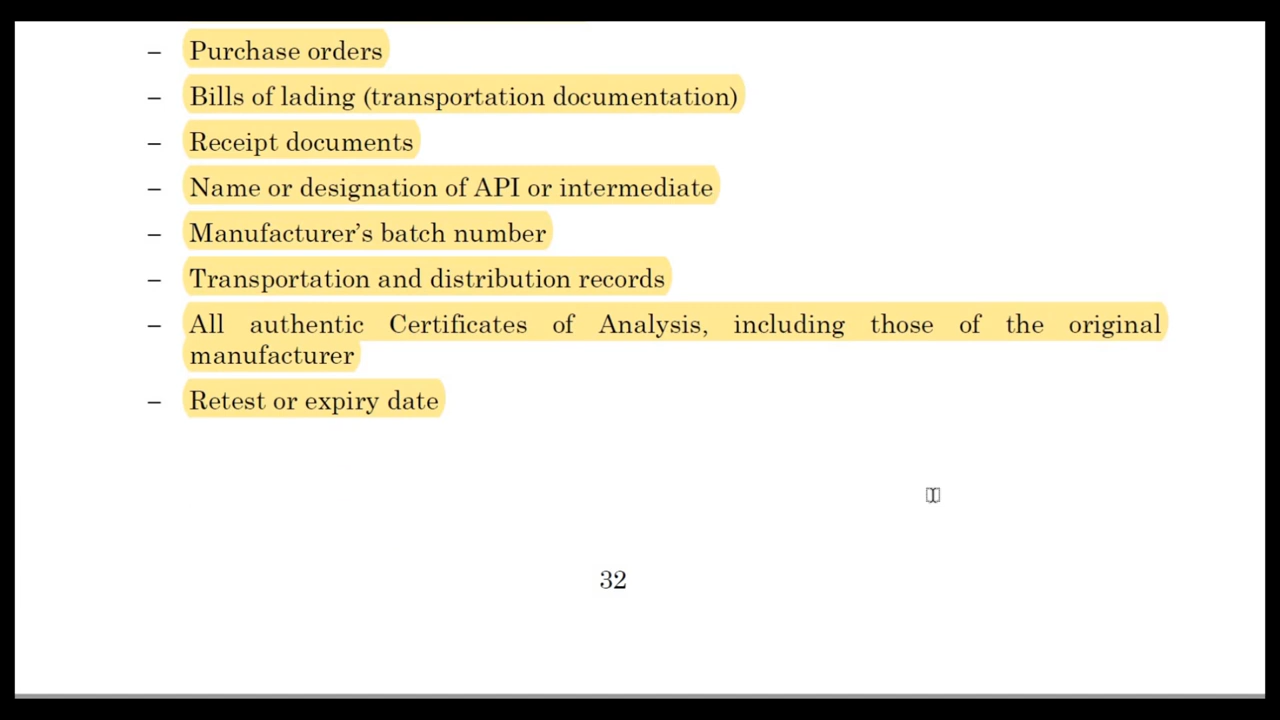 – Purchase orders
– Bills of lading (transportation documentation)
– Receipt documents
– Name or designation of API or intermediate
– Manufacturer’s batch number
– Transportation and distribution records
– All authentic Certificates of Analysis, including those of the original
manufacturer
– Retest or expiry date
32